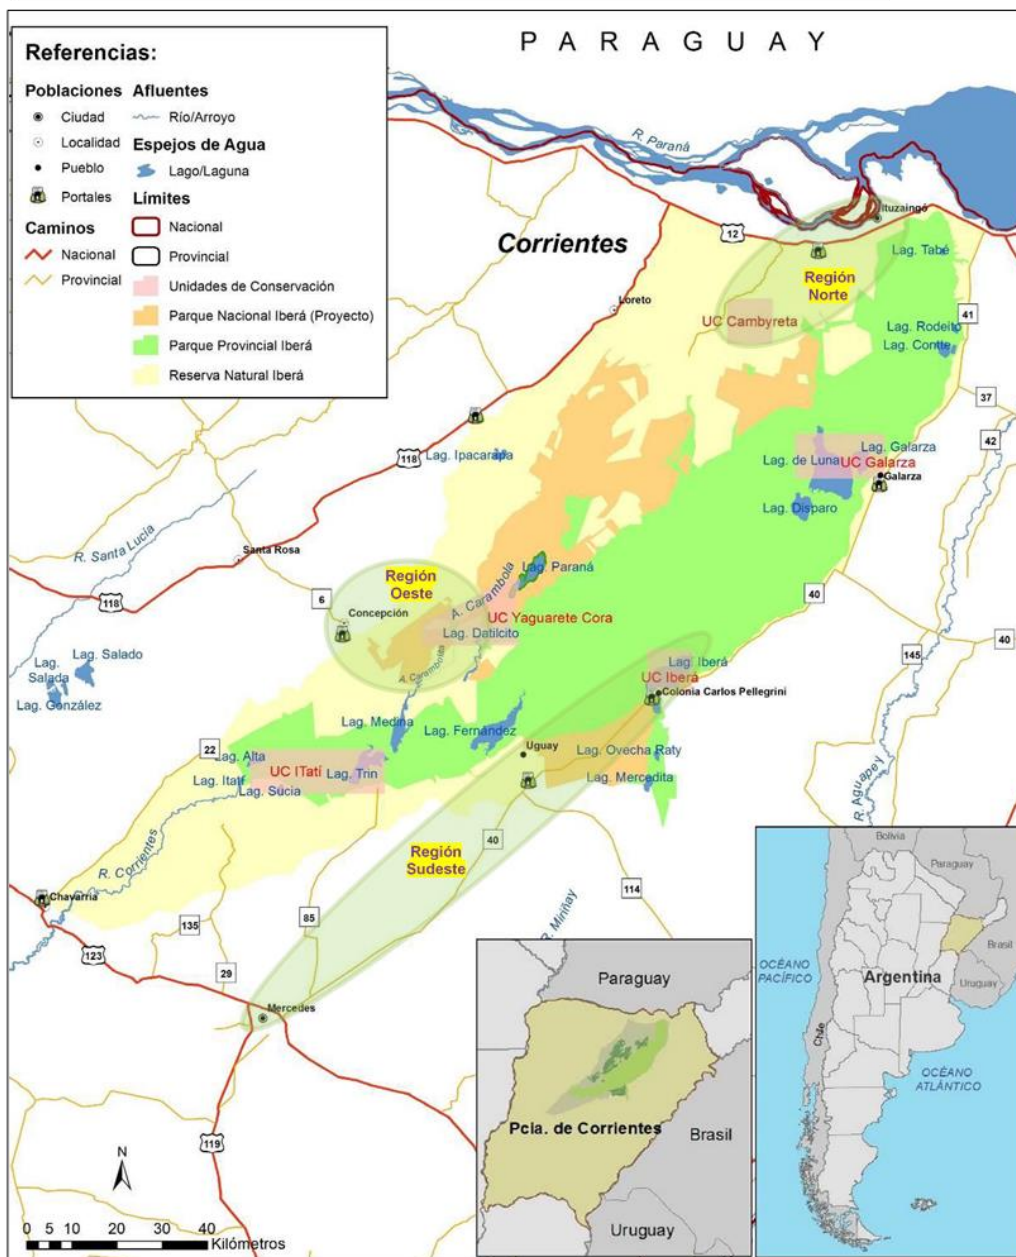 PARAGUAY
Referencias:
Poblaciones
Ciudad
Localidad
Pueblo
Portales
Caminos
Nacional
Provincial
Afluentes
Río/Arroyo
Espejos de Agua
Lago/Laguna
Límites
Nacional
Provincial
Unidades de Conservación
Parque Nacional Iberá (Proyecto)
Parque Provincial Iberá
Reserva Natural Iberá
R. Paraná
Ituzaingó
12
Corrientes
Lag. Tabé
Región
Norte
Loreto
UC Cambyreta
41
Lag. Rodeito
Lag. Contte
37
42
118
Lag. Ipacarapa
Lag. Galarza
Lag. de Luna
UC Galarza
Galarza
Lag. Disparo
R. Santa Lucía
Santa Rosa
118
6
Región
Oeste
Concepción
A. Carambola
Lag. Paraná
UC Yaguarete Cora
Lag. Datilcito
A. Carambolita
40
40
145
Lag. Salado
Lag.
Salada
Lag. González
Lag. Iberá
UC Iberá
Colonia Carlos Pellegrini
Lag. Medina
Lag. Fernández
22
Lag. Alta
UC ITatí
Lag. Trin
Lag. Itatí
Lag. Súcia
Uguay
Lag. Ovecha Raty
Lag. Mercedita
R. Aguapey
R. Corrientes
40
Región
Sudeste
Chavarría
114
R. Miriñay
85
135
123
29
Mercedes
119
N
0 5 10 20 30 40
Kilómetros
Paraguay
Pcia. de Corrientes
Brasil
Uruguay
Bolivia
Paraguay
OCÉANO
PACÍFICO
Argentina
Brasil
Uruguay
Chile
OCÉANO
ATLÁNTICO